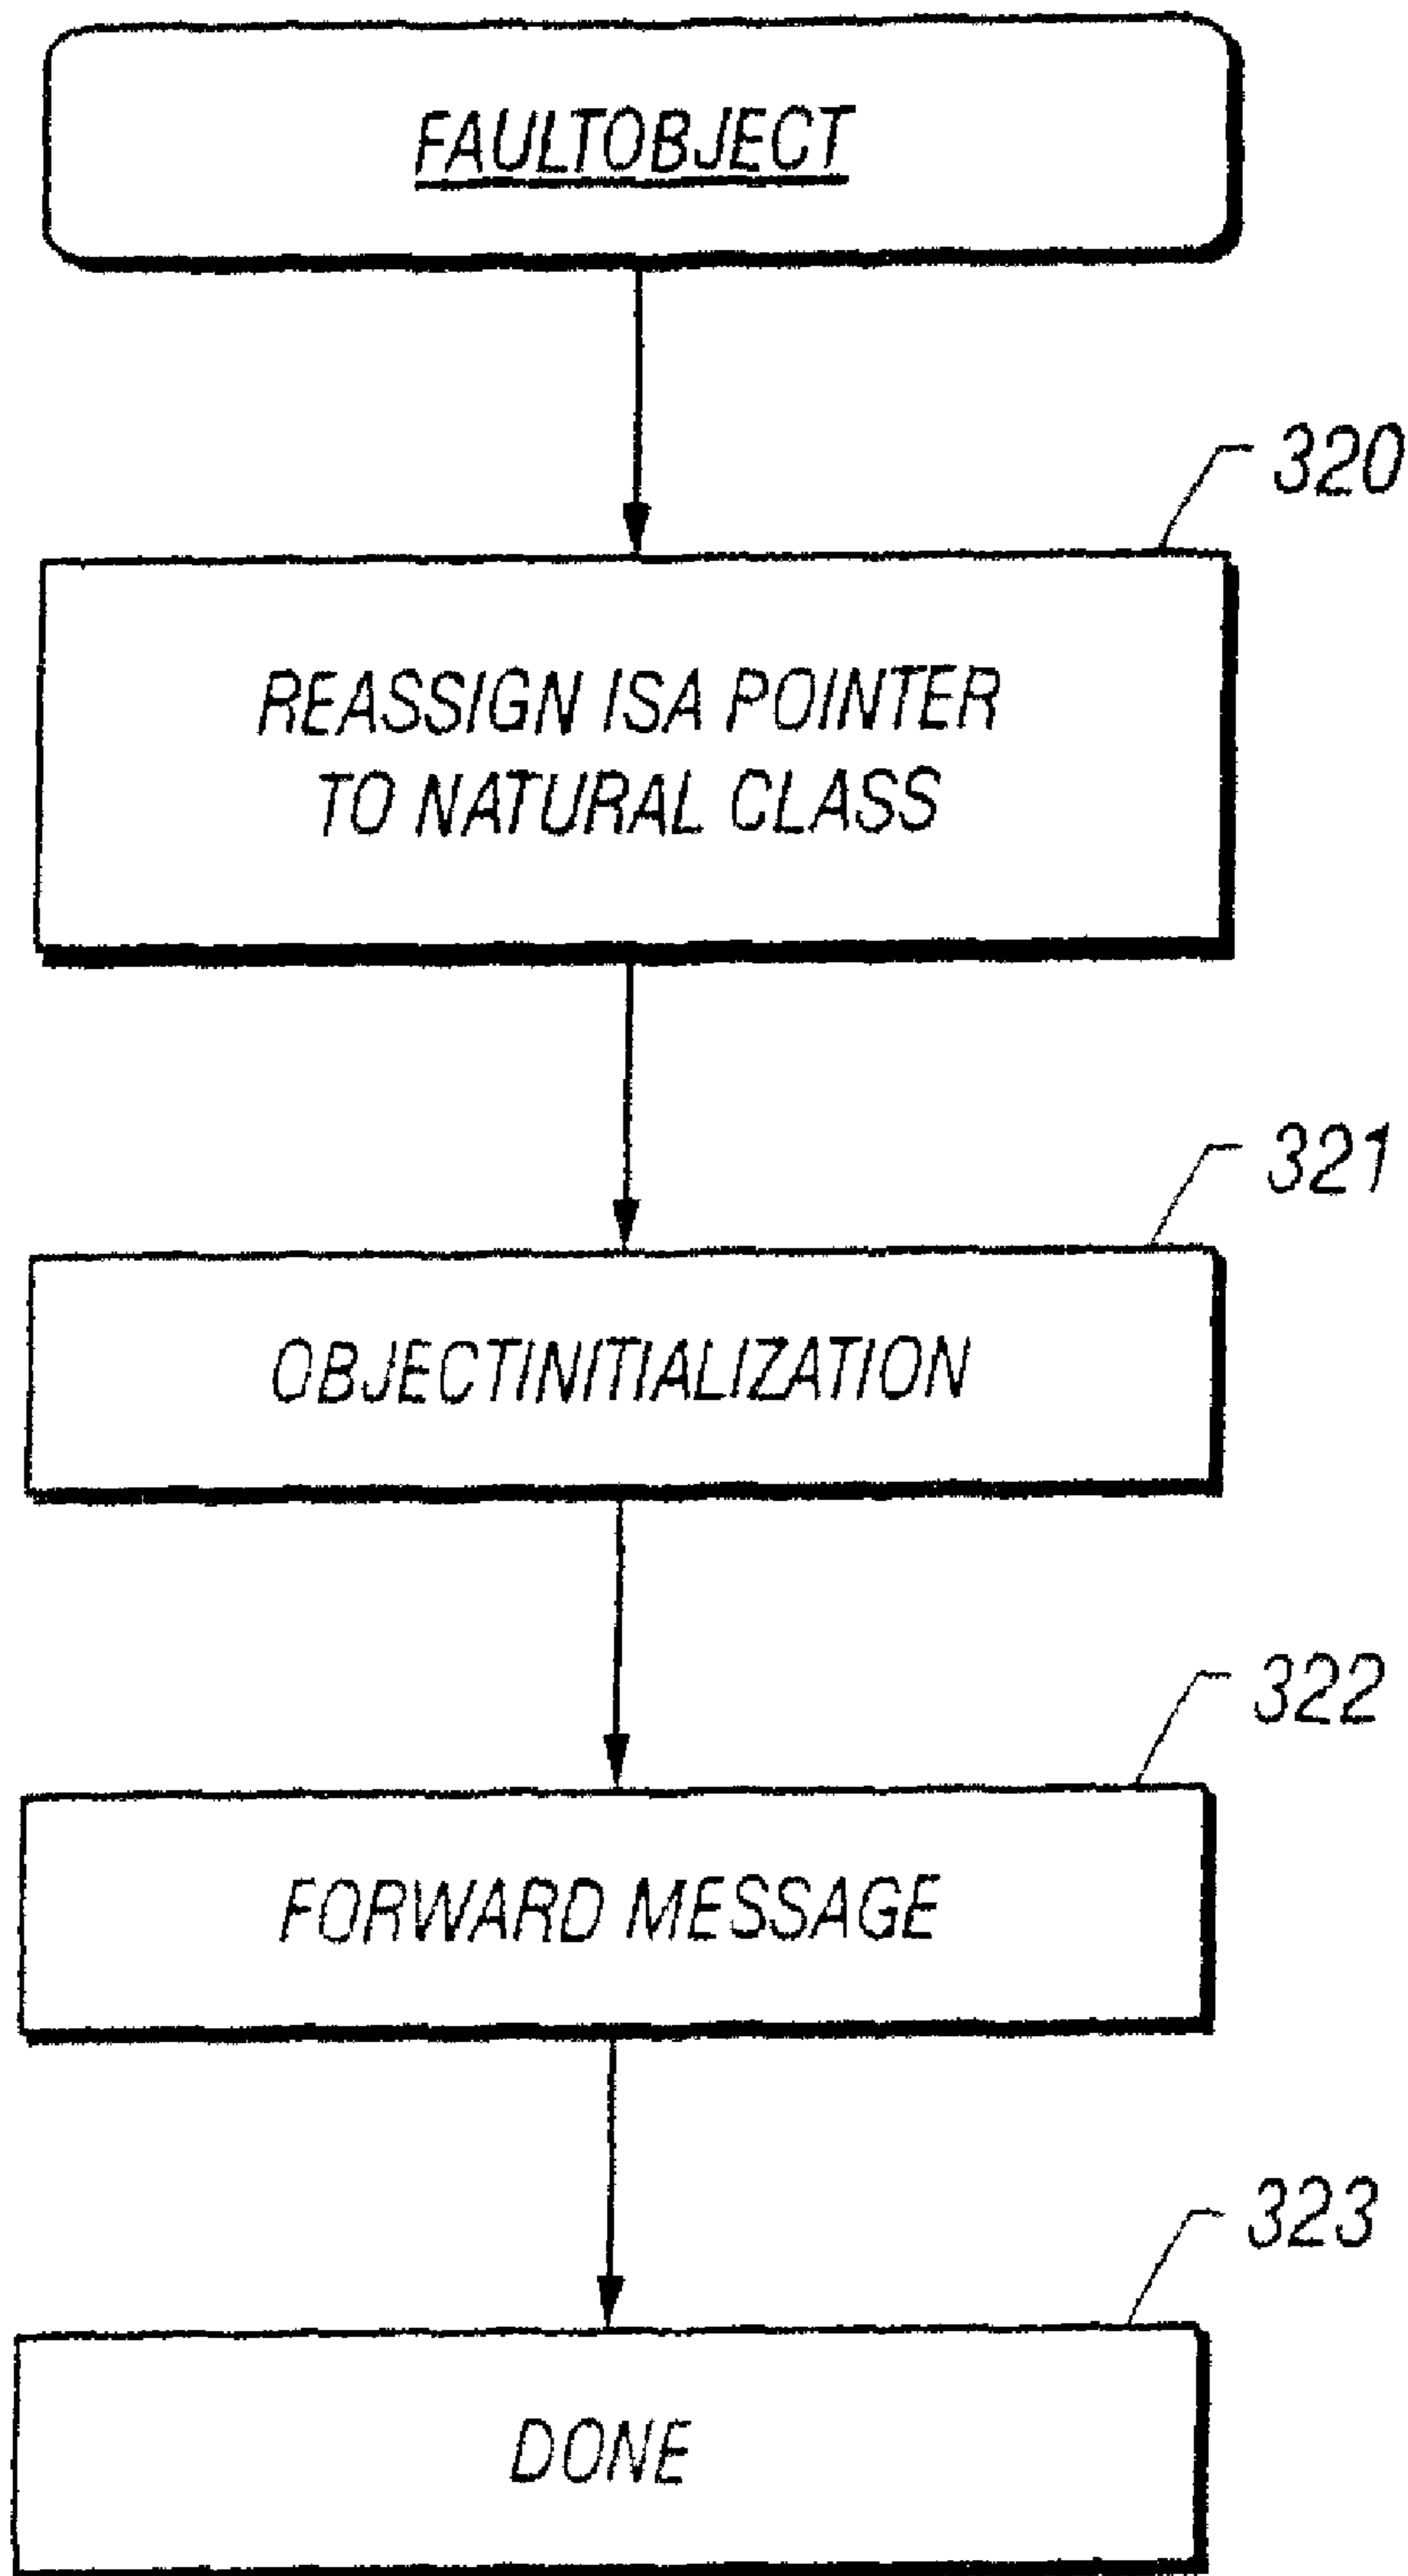 FAULTOBJECT
320
REASSIGN ISA POINTER
TO NATURAL CLASS
321
OBJECTINITIALIZATION
322
FORWARD MESSAGE
323
DONE